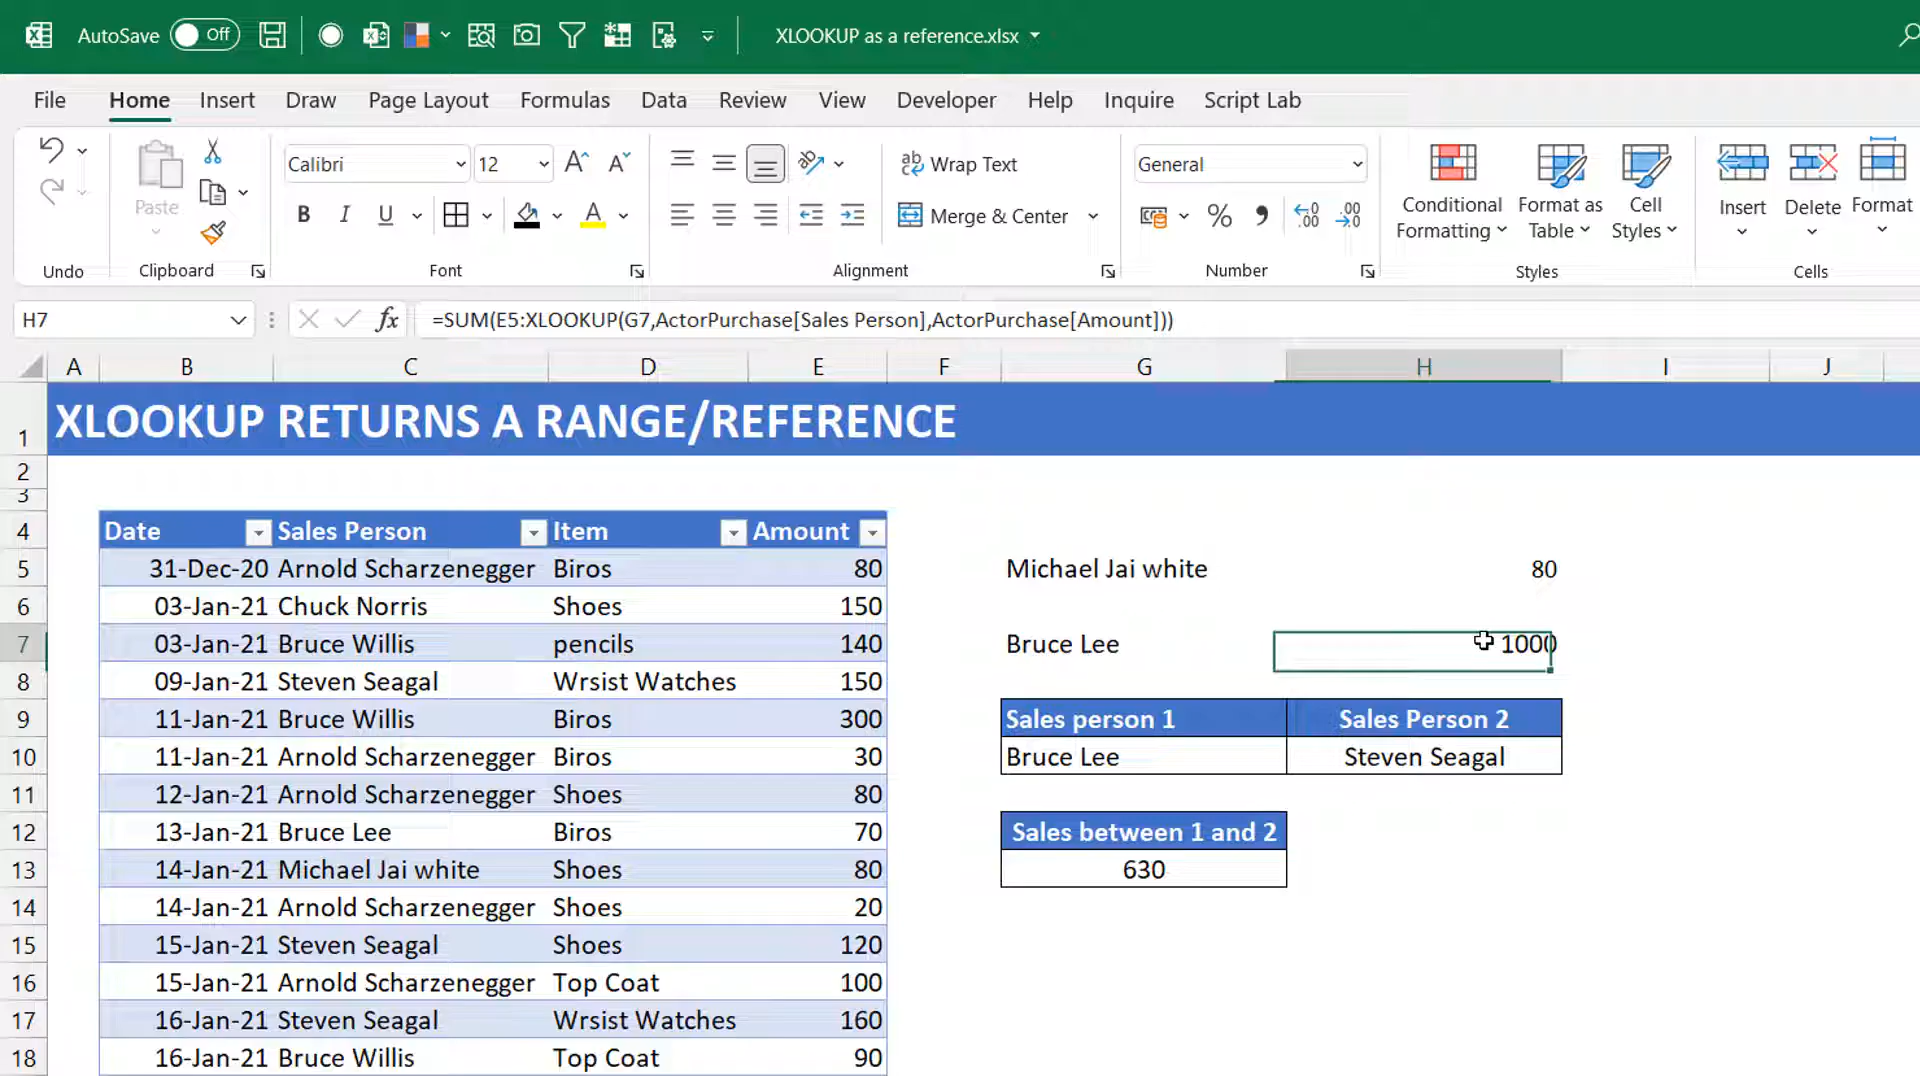 AutoSave Off XLOOKUP as a reference.xlsx
File Home Insert Draw Page Layout Formulas Data Review View Developer Help Inquire Script Lab
Calibri 12 Wrap Text General
Paste B I U A Merge & Center % Conditional Formatting Format as Table Cell Styles Insert Delete Format
Undo Clipboard Font Alignment Number Styles Cells
H7 fx =SUM(E5:XLOOKUP(G7,ActorPurchase[Sales Person],ActorPurchase[Amount]))
A B C D E F G H I J
1 XLOOKUP RETURNS A RANGE/REFERENCE
2
3
4 Date Sales Person Item Amount
5 31-Dec-20 Arnold Scharzenegger Biros 80 Michael Jai white 80
6 03-Jan-21 Chuck Norris Shoes 150
7 03-Jan-21 Bruce Willis pencils 140 Bruce Lee 1000
8 09-Jan-21 Steven Seagal Wrsist Watches 150
9 11-Jan-21 Bruce Willis Biros 300 Sales person 1 Sales Person 2
10 11-Jan-21 Arnold Scharzenegger Biros 30 Bruce Lee Steven Seagal
11 12-Jan-21 Arnold Scharzenegger Shoes 80
12 13-Jan-21 Bruce Lee Biros 70 Sales between 1 and 2
13 14-Jan-21 Michael Jai white Shoes 80 630
14 14-Jan-21 Arnold Scharzenegger Shoes 20
15 15-Jan-21 Steven Seagal Shoes 120
16 15-Jan-21 Arnold Scharzenegger Top Coat 100
17 16-Jan-21 Steven Seagal Wrsist Watches 160
18 16-Jan-21 Bruce Willis Top Coat 90